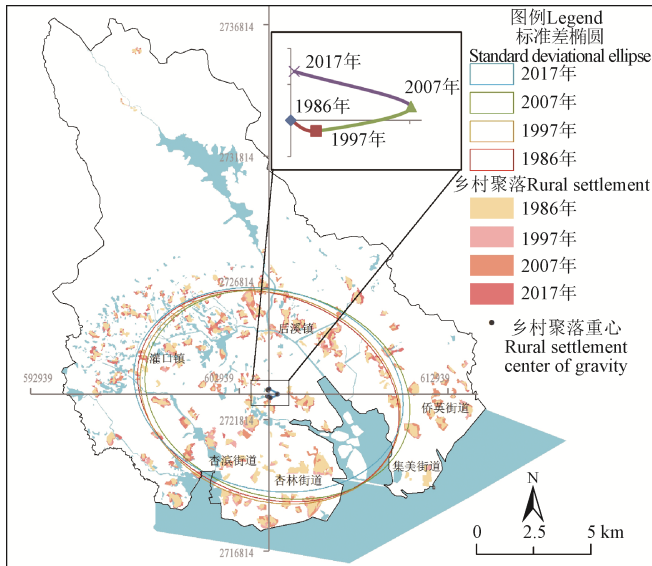 图例Legend
标准差椭圆
Standard deviational ellipse
2017年
2007年
1997年
1986年
乡村聚落Rural settlement
1986年
1997年
2007年
2017年
乡村聚落重心
Rural settlement
center of gravity
N
0 2.5 5 km
2736814
2731814
2726814
2721814
2716814
592939
602939
612939
2017年
2007年
1986年
1997年
后溪镇
灌口镇
侨英街道
杏滨街道
杏林街道
集美街道